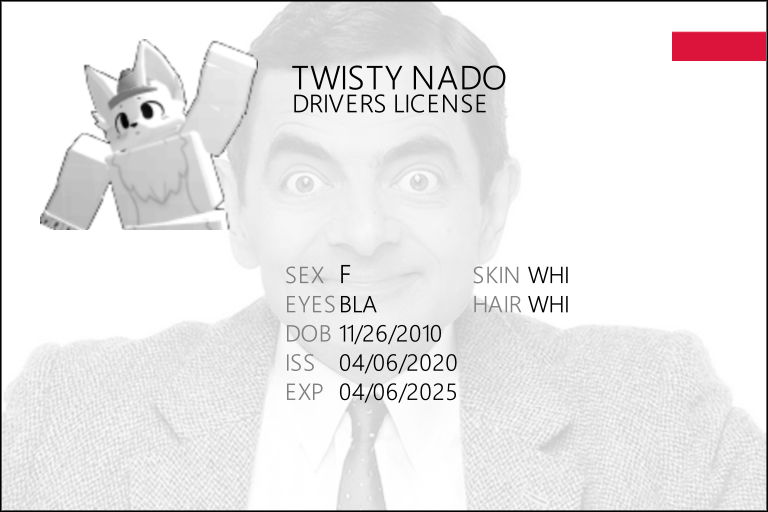 TWISTY NADO
DRIVERS LICENSE
SEX F SKIN WHI
EYES BLA HAIR WHI
DOB 11/26/2010
ISS 04/06/2020
EXP 04/06/2025